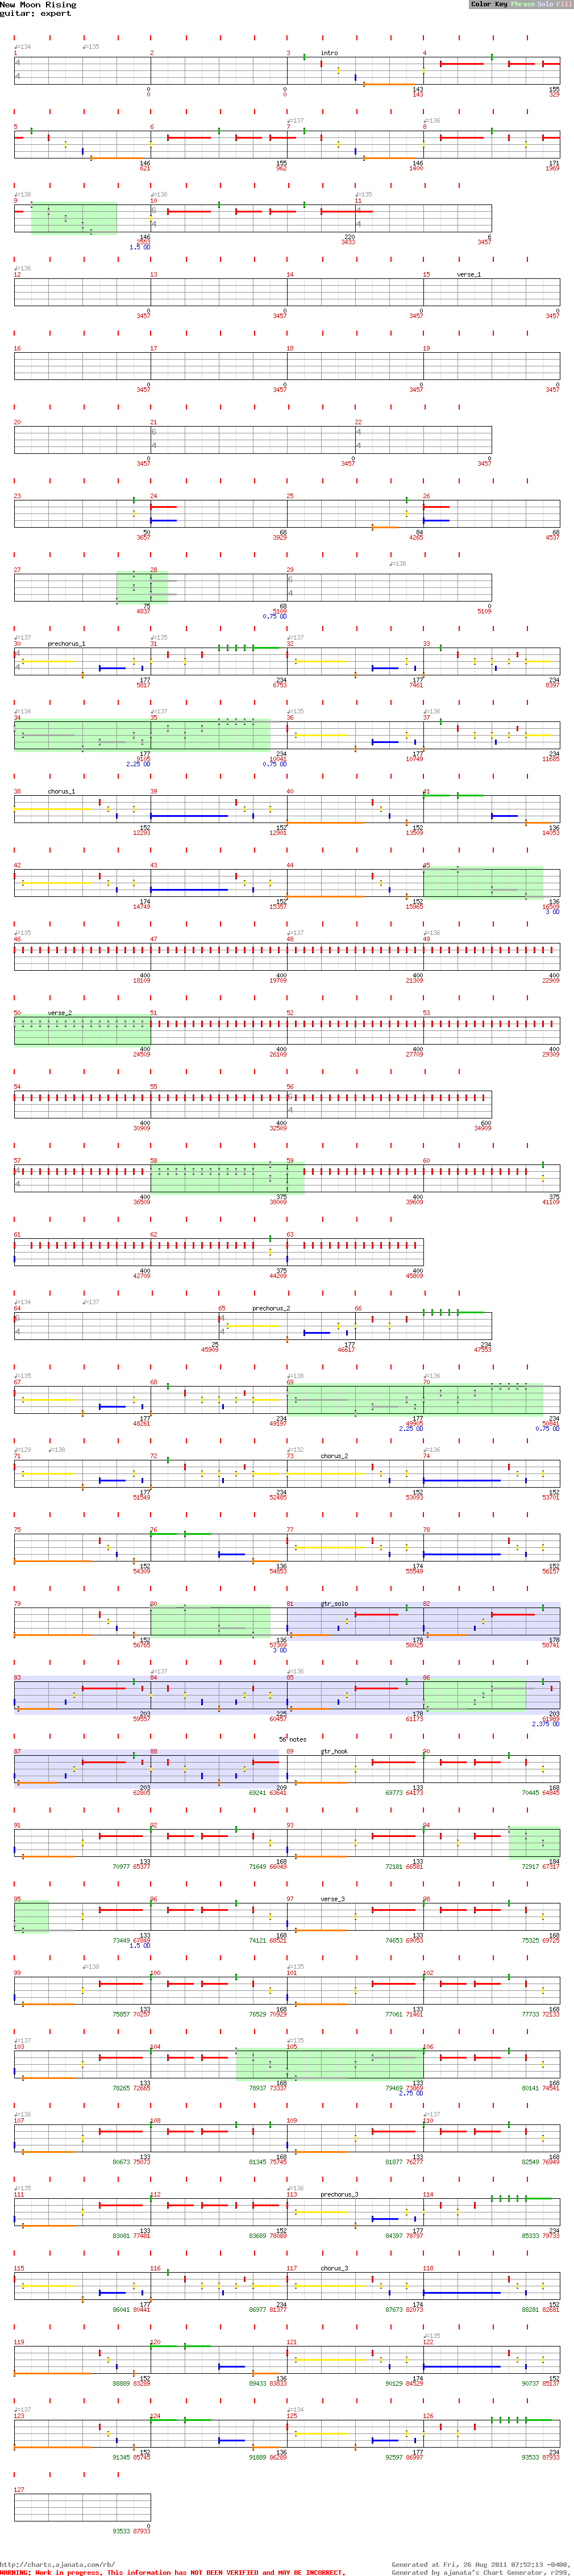 New Moon Rising
guitar; expert
Color Key Phrase Solo Fill
♩=134 ♩=135
1 2 3 intro 4
0 0 143 155
0 0 143 329
♩=137 ♩=136
5 6 7 8
146 155 146 171
621 962 1400 1969
♩=138 ♩=136 ♩=135
9 10 11
146 220 6
2553 3433 3457
1.5 OD
♩=136
12 13 14 15 verse_1
0 0 0 0
3457 3457 3457 3457
16 17 18 19
0 0 0 0
3457 3457 3457 3457
20 21 22
0 0 0
3457 3457 3457
23 24 25 26
50 68 84 68
3657 3929 4265 4537
♩=138
27 28 29
75 68 0
4837 5109 5109
0.75 OD
♩=137 ♩=135 ♩=137
30 prechorus_1 31 32 33
177 234 177 234
5817 6753 7461 8397
♩=134 ♩=137 ♩=135 ♩=136
34 35 36 37
177 234 177 234
9105 10041 10749 11685
2.25 OD 0.75 OD
38 chorus_1 39 40 41
152 152 152 136
12293 12901 13509 14053
42 43 44 45
174 152 152 136
14749 15357 15965 16509
3 OD
♩=135 ♩=137 ♩=136
46 47 48 49
400 400 400 400
18109 19709 21309 22909
50 verse_2 51 52 53
400 400 400 400
24509 26109 27709 29309
54 55 56
400 400 600
30909 32509 34909
57 58 59 60
400 375 400 375
36509 38009 39609 41109
61 62 63
400 375 400
42709 44209 45809
♩=134 ♩=137
64 65 prechorus_2 66
25 177 234
45909 46617 47553
♩=135 ♩=138 ♩=136
67 68 69 70
177 234 177 234
48261 49197 49905 50841
2.25 OD 0.75 OD
♩=129 ♩=138 ♩=132 ♩=136
71 72 73 chorus_2 74
177 234 152 152
51549 52485 53093 53701
75 76 77 78
152 136 174 152
54309 54853 55549 56157
79 80 81 gtr_solo 82
152 136 178 178
56765 57309 58025 58741
3 OD
♩=137 ♩=136
83 84 85 86
203 225 178 203
59557 60457 61173 61989
2.375 OD
56 notes
87 88 89 gtr_hook 90
203 209 133 168
62805 69241 63641 69773 64173 70445 64845
91 92 93 94
133 168 133 184
70977 65377 71649 66049 72181 66581 72917 67317
95 96 97 verse_3 98
133 168 133 168
73449 67849 74121 68521 74653 69053 75325 69725
1.5 OD
♩=138 ♩=135
99 100 101 102
133 168 133 168
75857 70257 76529 70929 77061 71461 77733 72133
♩=137 ♩=135
103 104 105 106
133 168 133 168
78265 72665 78937 73337 79469 73869 80141 74541
2.75 OD
♩=136 ♩=137
107 108 109 110
133 168 133 168
80673 75073 81345 75745 81877 76277 82549 76949
♩=135 ♩=136
111 112 113 prechorus_3 114
133 152 177 234
83081 77481 83689 78089 84397 78797 85333 79733
115 116 117 chorus_3 118
177 234 174 152
86041 80441 86977 81377 87673 82073 88281 82681
♩=135
119 120 121 122
152 136 174 152
88889 83289 89433 83833 90129 84529 90737 85137
♩=137 ♩=134
123 124 125 126
152 136 177 234
91345 85745 91889 86289 92597 86997 93533 87933
127
0
93533 87933
http://charts.ajanata.com/rb/
WARNING: Work in progress. This information has NOT BEEN VERIFIED and MAY BE INCORRECT.
Generated at Fri, 26 Aug 2011 07:52:13 -0400,
Generated by ajanata's Chart Generator, r299,